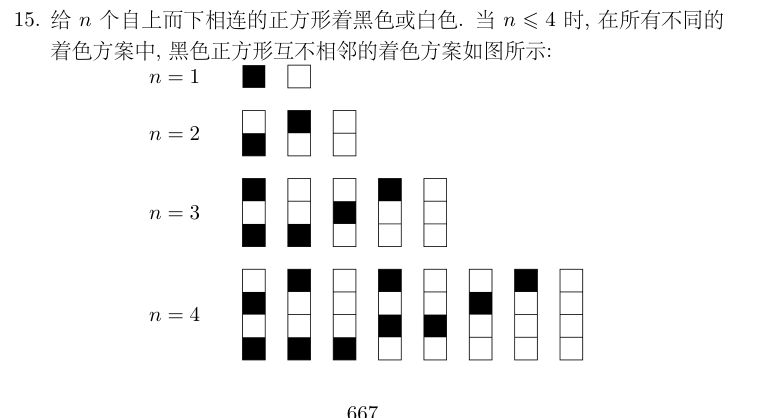 15. 给 n 个自上而下相连的正方形着黑色或白色. 当 n ⩽ 4 时, 在所有不同的
着色方案中, 黑色正方形互不相邻的着色方案如图所示:
n = 1
n = 2
n = 3
n = 4
667